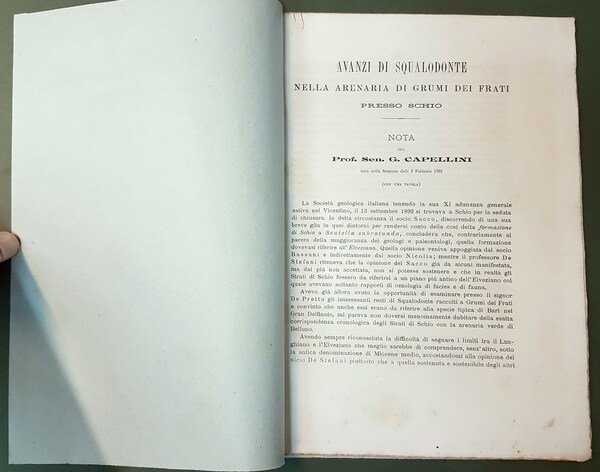 AVANZI DI SQUALODONTE
NELLA ARENARIA DI GRUMI DEI FRATI
PRESSO SCHIO
NOTA
DEL
Prof. Sen. G. CAPELLINI
letta nella Sessione delli 8 Febbraio 1903
(CON UNA TAVOLA)
La Società geologica italiana tenendo la sua XI adunanza generale
estiva nel Vicentino, il 13 settembre 1892 si trovava a Schio per la seduta
di chiusura. In detta circostanza il socio Sacco, discorrendo di una sua
breve gita in quei dintorni per rendersi conto della così detta formazione
di Schio a Scutella subrotunda, concludeva che, contrariamente al
parere della maggioranza dei geologi e paleontologi, quella formazione
dovevasi riferire all'Elveziano. Quella opinione veniva appoggiata dal socio
Bassani e indirettamente dal socio Nicolis; mentre il professore De
Stefani riteneva che la opinione del Sacco già da alcuni manifestata,
ma dai più non accettata, non si potesse sostenere e che in realtà gli
Strati di Schio fossero da riferirsi a un piano più antico dell'Elveziano col
quale avevano soltanto rapporti di omologia di facies e di fauna.
Avevo già allora avuto la opportunità di esaminare presso il signor
De Pretto gli interessanti resti di Squalodonte raccolti a Grumi dei Frati
e convinto che anche essi erano da riferire alla specie tipica di Bari nel
Gran Delfinato, mi pareva non doversi menomamente dubitare della esatta
corrispondenza cronologica degli Strati di Schio con la arenaria verde di
Belluno.
Avendo sempre riconosciuta la difficoltà di segnare i limiti tra il Lan-
ghiano e l'Elveziano che meglio sarebbe di comprendere, senz'altro, sotto
la antica denominazione di Miocene medio, accostandomi alla opinione del
socio De Stefani piuttosto che a quella sostenuta e sostenibile degli altri